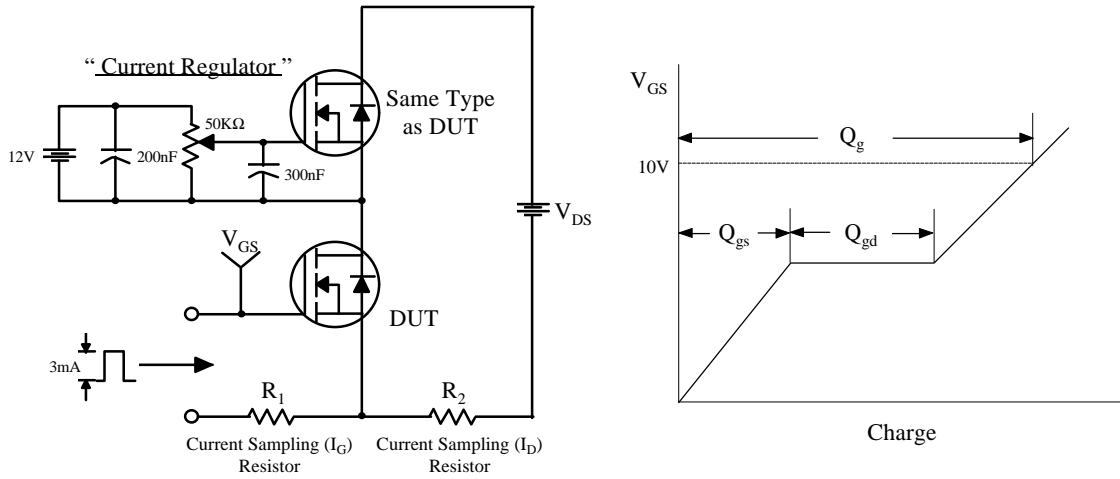 “ Current Regulator ”
Same Type
as DUT
50KΩ
12V
200nF
300nF
V_DS
V_GS
DUT
3mA
R_1
R_2
Current Sampling (I_G)
Resistor
Current Sampling (I_D)
Resistor
V_GS
Q_g
10V
Q_gs
Q_gd
Charge